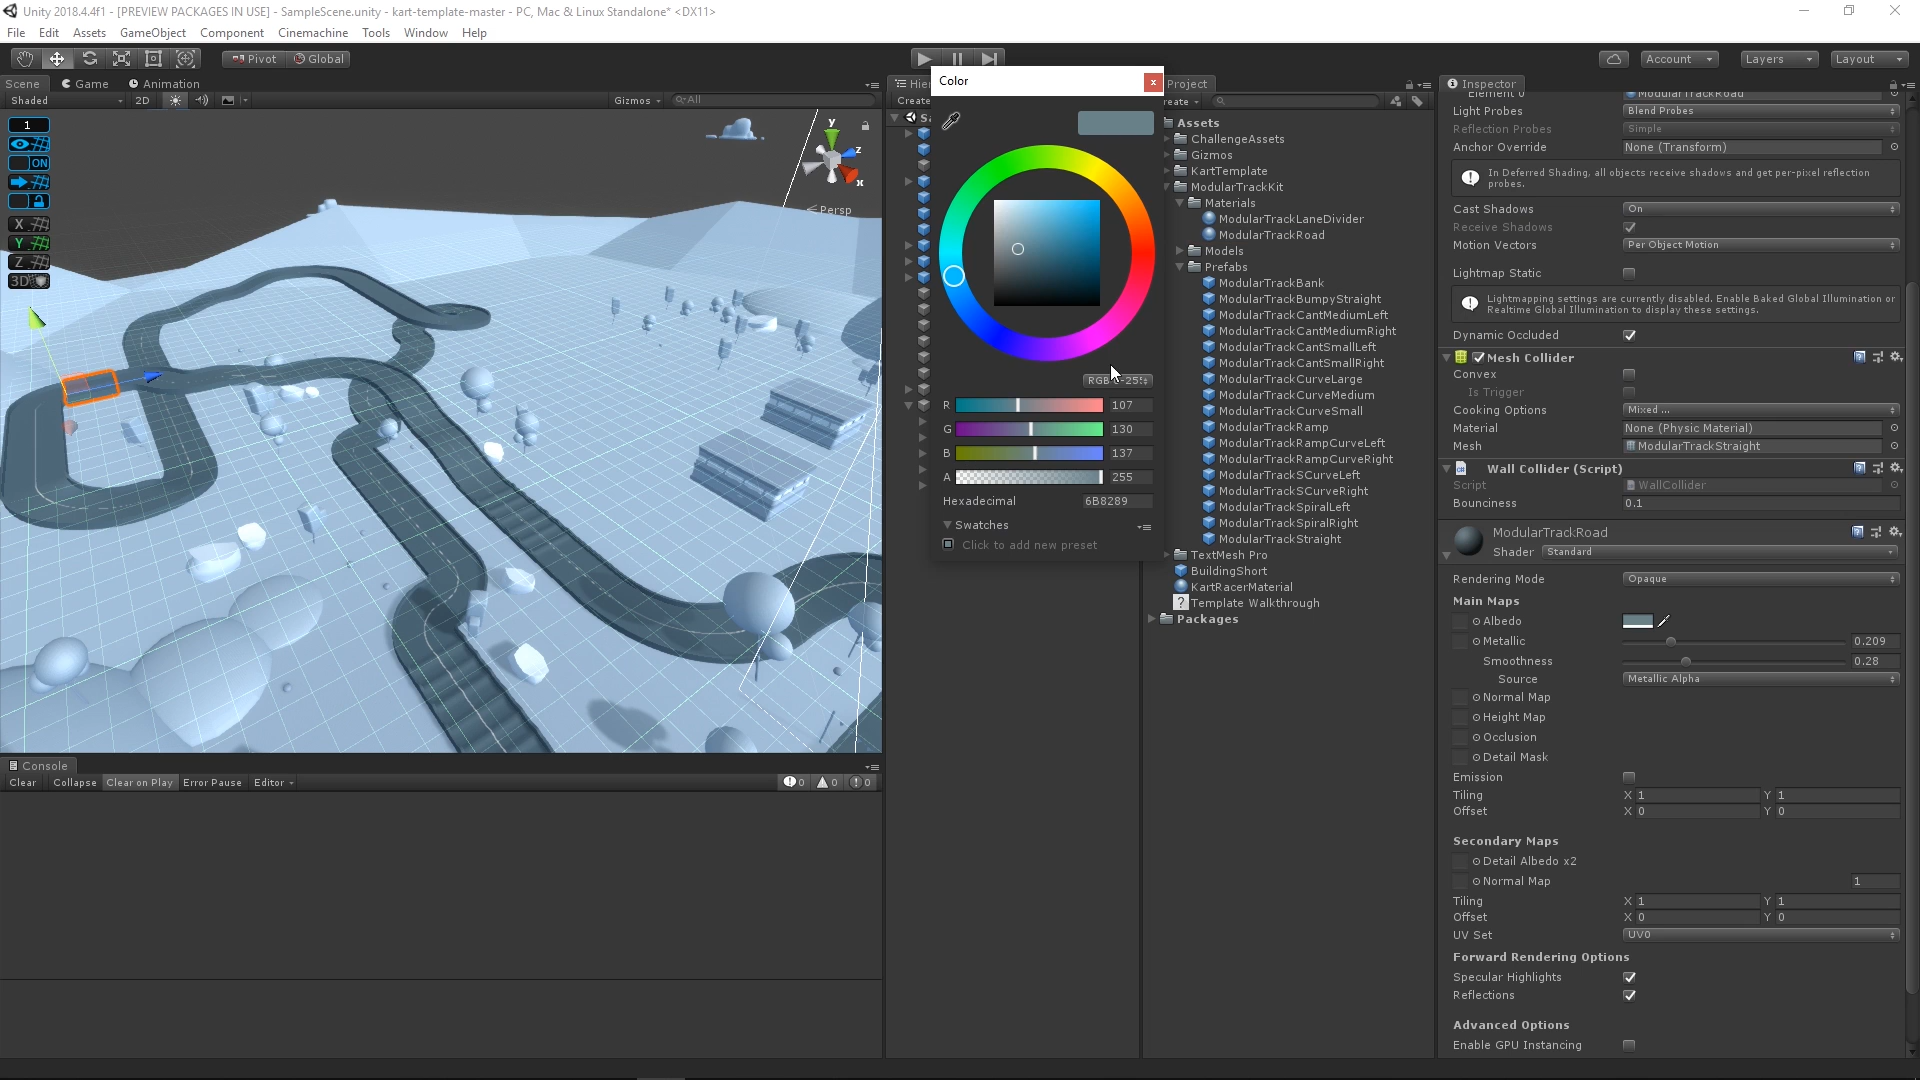 Unity 2018.4.4f1 - [PREVIEW PACKAGES IN USE] - SampleScene.unity - kart-template-master - PC, Mac & Linux Standalone* <DX11>
File Edit Assets GameObject Component Cinemachine Tools Window Help
Pivot Global
Account Layers Layout
Scene Game Animation
Shaded 2D Gizmos All
1
ON
X
Y
Z
3D
y
z
x
Persp
Console
Clear Collapse Clear on Play Error Pause Editor 0 0 0
Create
Color
R 107
G 130
B 137
A 255
Hexadecimal 6B8289
Swatches
Click to add new preset
Project
Assets
ChallengeAssets
Gizmos
KartTemplate
ModularTrackKit
Materials
ModularTrackLaneDivider
ModularTrackRoad
Models
Prefabs
ModularTrackBank
ModularTrackBumpyStraight
ModularTrackCantMediumLeft
ModularTrackCantMediumRight
ModularTrackCantSmallLeft
ModularTrackCantSmallRight
ModularTrackCurveLarge
ModularTrackCurveMedium
ModularTrackCurveSmall
ModularTrackRamp
ModularTrackRampCurveLeft
ModularTrackRampCurveRight
ModularTrackSCurveLeft
ModularTrackSCurveRight
ModularTrackSpiralLeft
ModularTrackSpiralRight
ModularTrackStraight
TextMesh Pro
BuildingShort
KartRacerMaterial
Template Walkthrough
Packages
Inspector
Element 0 ModularTrackRoad
Light Probes Blend Probes
Reflection Probes Simple
Anchor Override None (Transform)
In Deferred Shading, all objects receive shadows and get per-pixel reflection
probes.
Cast Shadows On
Receive Shadows
Motion Vectors Per Object Motion
Lightmap Static
Lightmapping settings are currently disabled. Enable Baked Global Illumination or
Realtime Global Illumination to display these settings.
Dynamic Occluded
Mesh Collider
Convex
Is Trigger
Cooking Options Mixed ...
Material None (Physic Material)
Mesh ModularTrackStraight
Wall Collider (Script)
Script WallCollider
Bounciness 0.1
ModularTrackRoad
Shader Standard
Rendering Mode Opaque
Main Maps
Albedo
Metallic 0.209
Smoothness 0.28
Source Metallic Alpha
Normal Map
Height Map
Occlusion
Detail Mask
Emission
Tiling X 1 Y 1
Offset X 0 Y 0
Secondary Maps
Detail Albedo x2
Normal Map 1
Tiling X 1 Y 1
Offset X 0 Y 0
UV Set UV0
Forward Rendering Options
Specular Highlights
Reflections
Advanced Options
Enable GPU Instancing